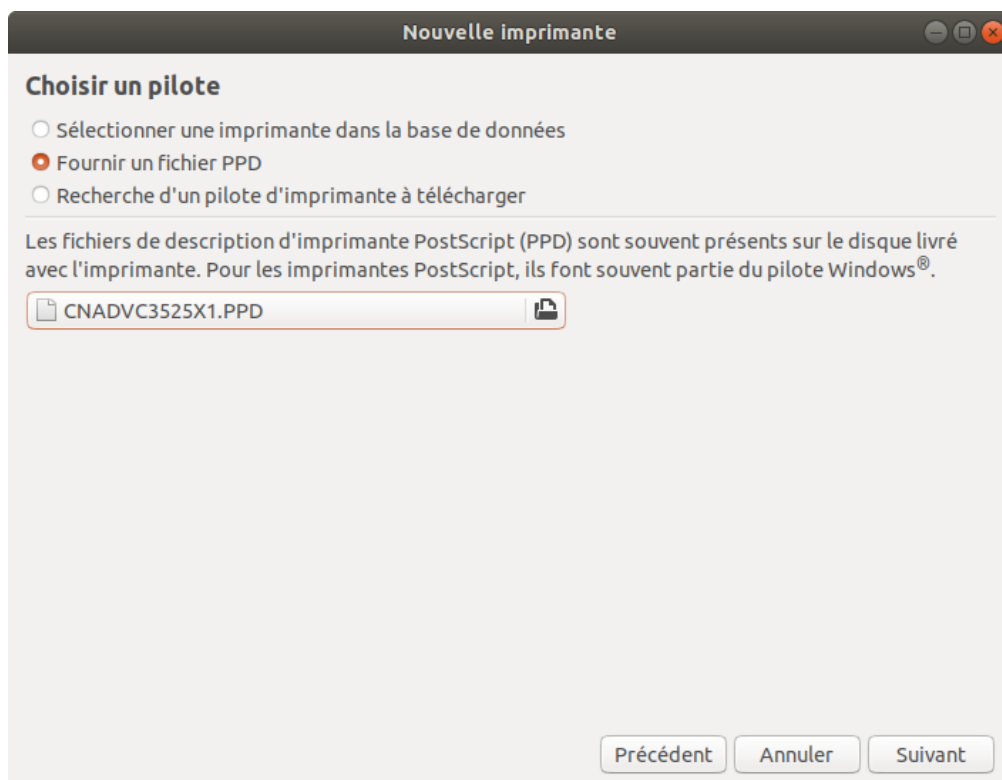 Nouvelle imprimante
Choisir un pilote
Sélectionner une imprimante dans la base de données
Fournir un fichier PPD
Recherche d'un pilote d'imprimante à télécharger
Les fichiers de description d'imprimante PostScript (PPD) sont souvent présents sur le disque livré
avec l'imprimante. Pour les imprimantes PostScript, ils font souvent partie du pilote Windows®.
CNADVC3525X1.PPD
Précédent Annuler Suivant